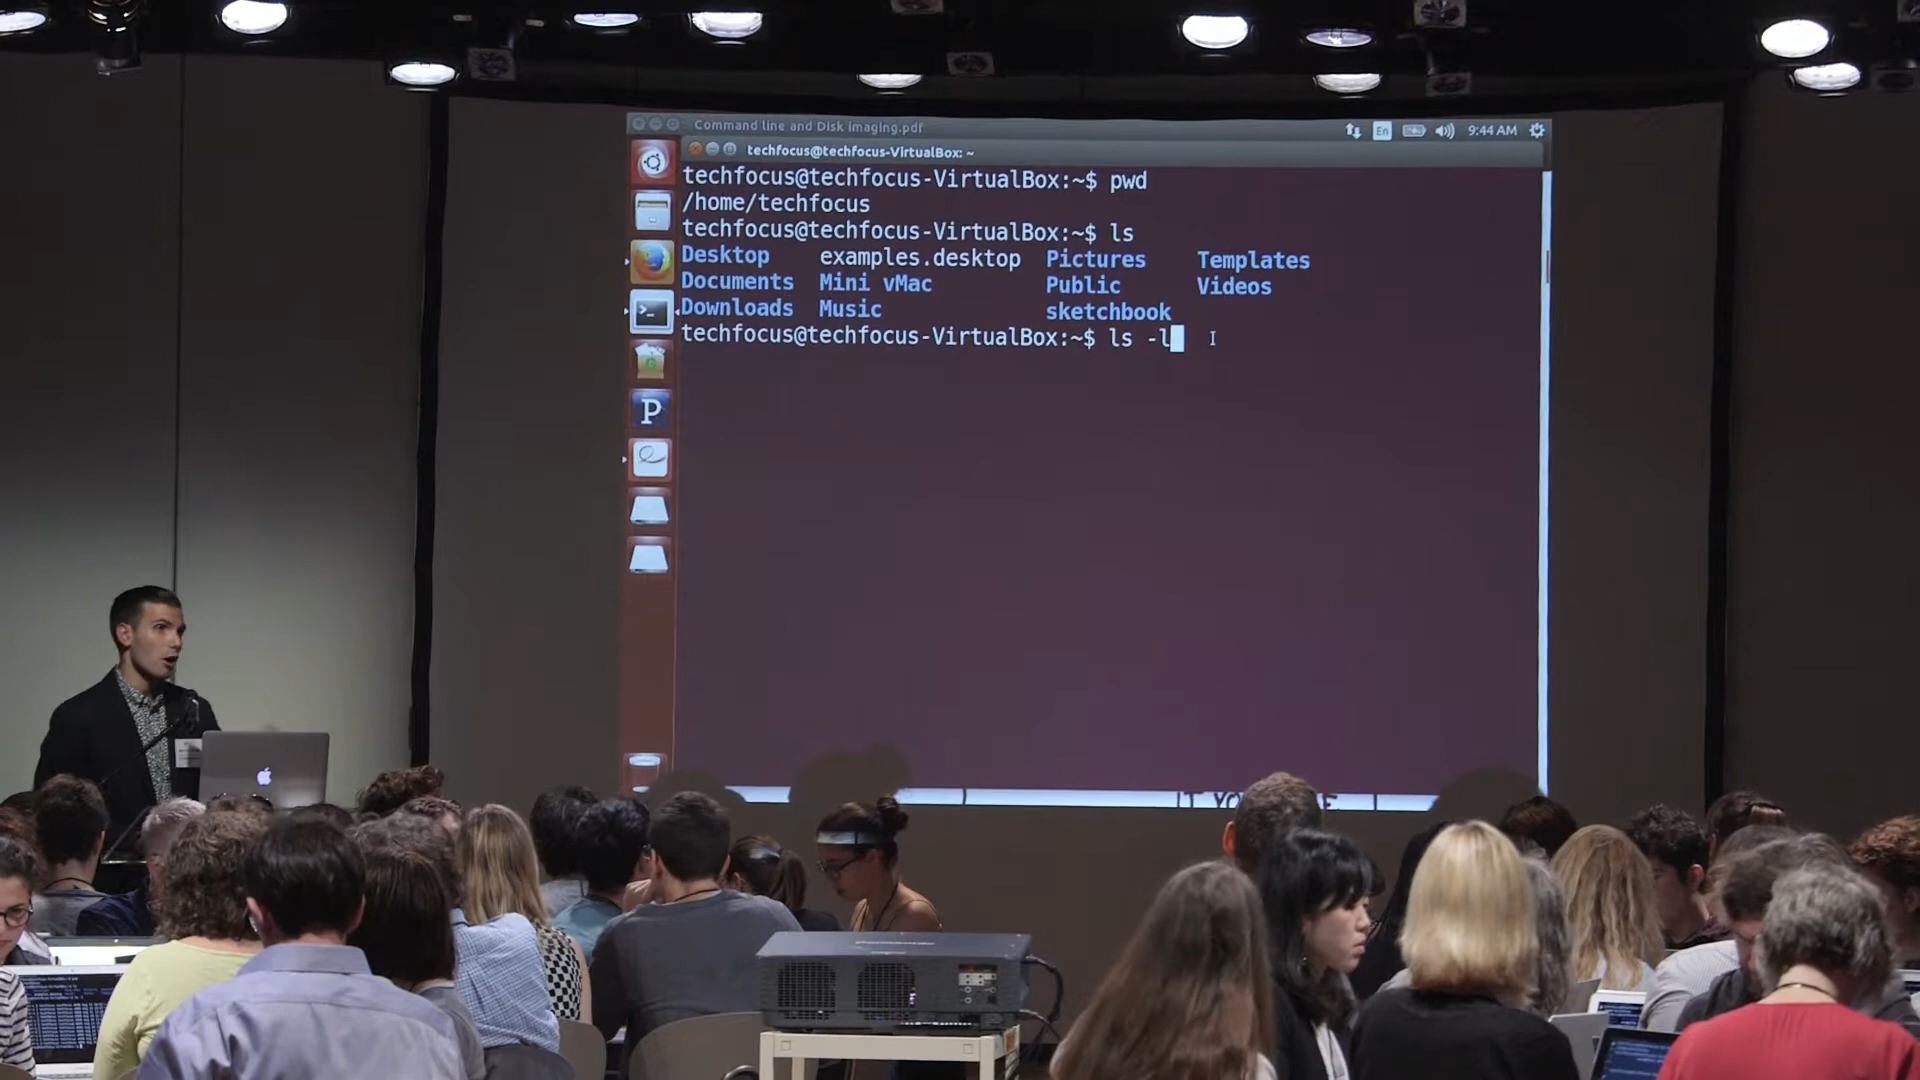 Command line and Disk imaging.pdf
En 9:44 AM
techfocus@techfocus-VirtualBox: ~
techfocus@techfocus-VirtualBox:~$ pwd
/home/techfocus
techfocus@techfocus-VirtualBox:~$ ls
Desktop examples.desktop Pictures Templates
Documents Mini vMac Public Videos
Downloads Music sketchbook
techfocus@techfocus-VirtualBox:~$ ls -l
>_
P